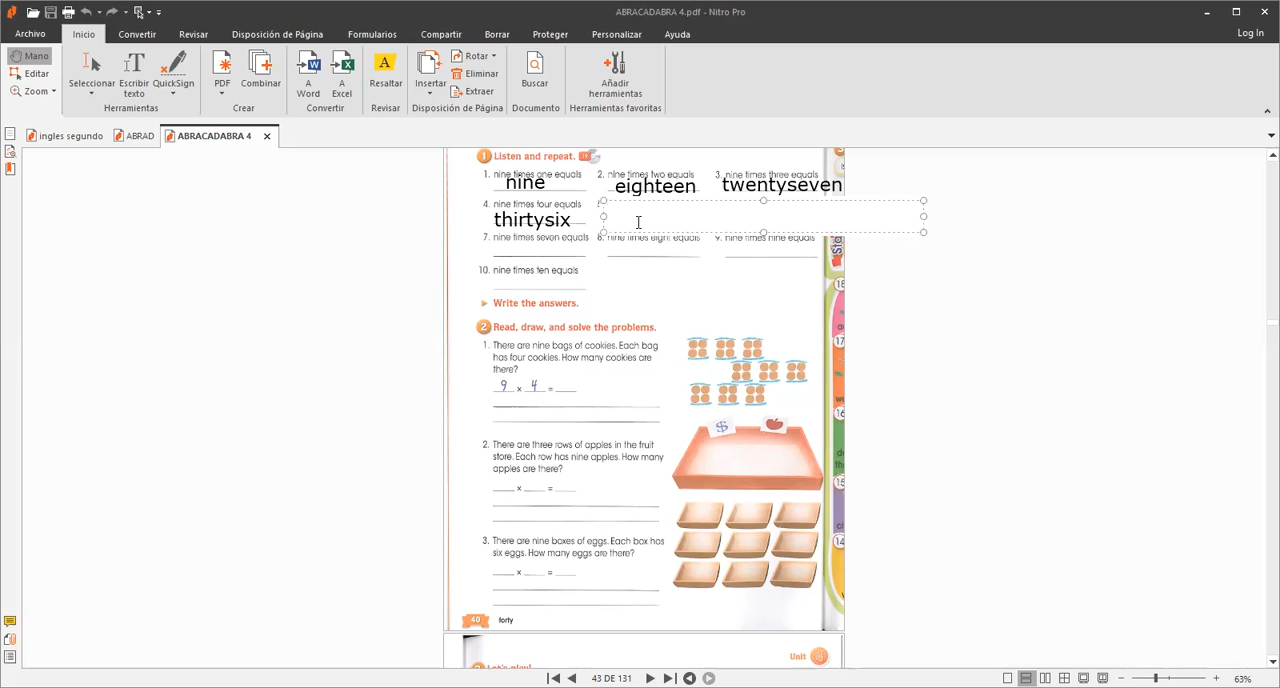 ABRACADABRA 4.pdf - Nitro Pro
Archivo Inicio Convertir Revisar Disposición de Página Formularios Compartir Borrar Proteger Personalizar Ayuda Log In
Mano
Editar
Zoom
Seleccionar
Escribir texto
QuickSign
Herramientas
PDF
Combinar
Crear
A Word
A Excel
Convertir
Resaltar
Revisar
Insertar
Rotar
Eliminar
Extraer
Disposición de Página
Buscar
Documento
Añadir herramientas
Herramientas favoritas
ingles segundo ABRAD ABRACADABRA 4
1 Listen and repeat.
1. nine times one equals 2. nine times two equals 3. nine times three equals
nine eighteen twentyseven
4. nine times four equals
thirtysix
7. nine times seven equals 8. nine times eight equals 9. nine times nine equals
10. nine times ten equals
Write the answers.
2 Read, draw, and solve the problems.
1. There are nine bags of cookies. Each bag
has four cookies. How many cookies are
there?
9 × 4 =
2. There are three rows of apples in the fruit
store. Each row has nine apples. How many
apples are there?
× =
$
3. There are nine boxes of eggs. Each box has
six eggs. How many eggs are there?
× =
40 forty
Unit
Let's play!
18
17
16
15
14
43 DE 131
63%